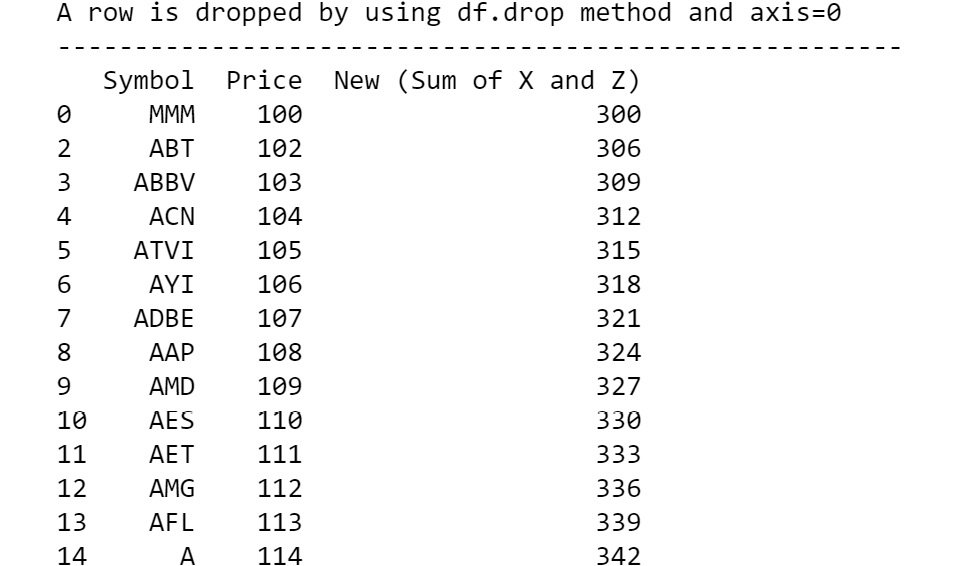 A row is dropped by using df.drop method and axis=0
-------------------------------------------------------
Symbol Price New (Sum of X and Z)
0 MMM 100 300
2 ABT 102 306
3 ABBV 103 309
4 ACN 104 312
5 ATVI 105 315
6 AYI 106 318
7 ADBE 107 321
8 AAP 108 324
9 AMD 109 327
10 AES 110 330
11 AET 111 333
12 AMG 112 336
13 AFL 113 339
14 A 114 342